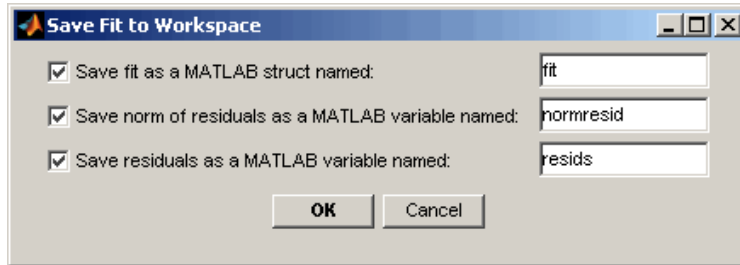 Save Fit to Workspace
Save fit as a MATLAB struct named: fit
Save norm of residuals as a MATLAB variable named: normresid
Save residuals as a MATLAB variable named: resids
OK Cancel